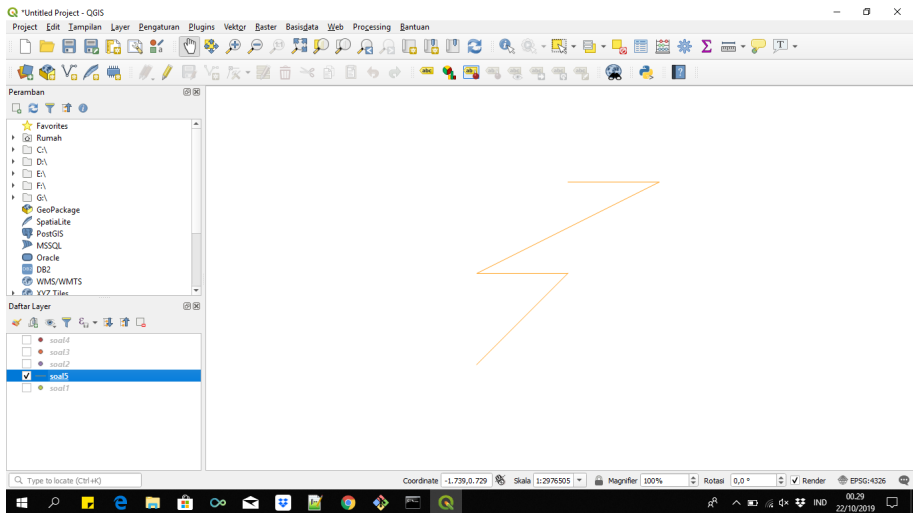 *Untitled Project - QGIS
Project Edit Tampilan Layer Pengaturan Plugins Vektor Raster Basisdata Web Processing Bantuan
Peramban
Favorites
Rumah
C:\
D:\
E:\
F:\
G:\
GeoPackage
SpatiaLite
PostGIS
MSSQL
Oracle
DB2
WMS/WMTS
XYZ Tiles
Daftar Layer
soal4
soal3
soal2
soal5
soal1
Type to locate (Ctrl+K)
Coordinate -1.739,0.729 Skala 1:2976505 Magnifier 100% Rotasi 0,0 ° Render EPSG:4326
IND
00.29
22/10/2019